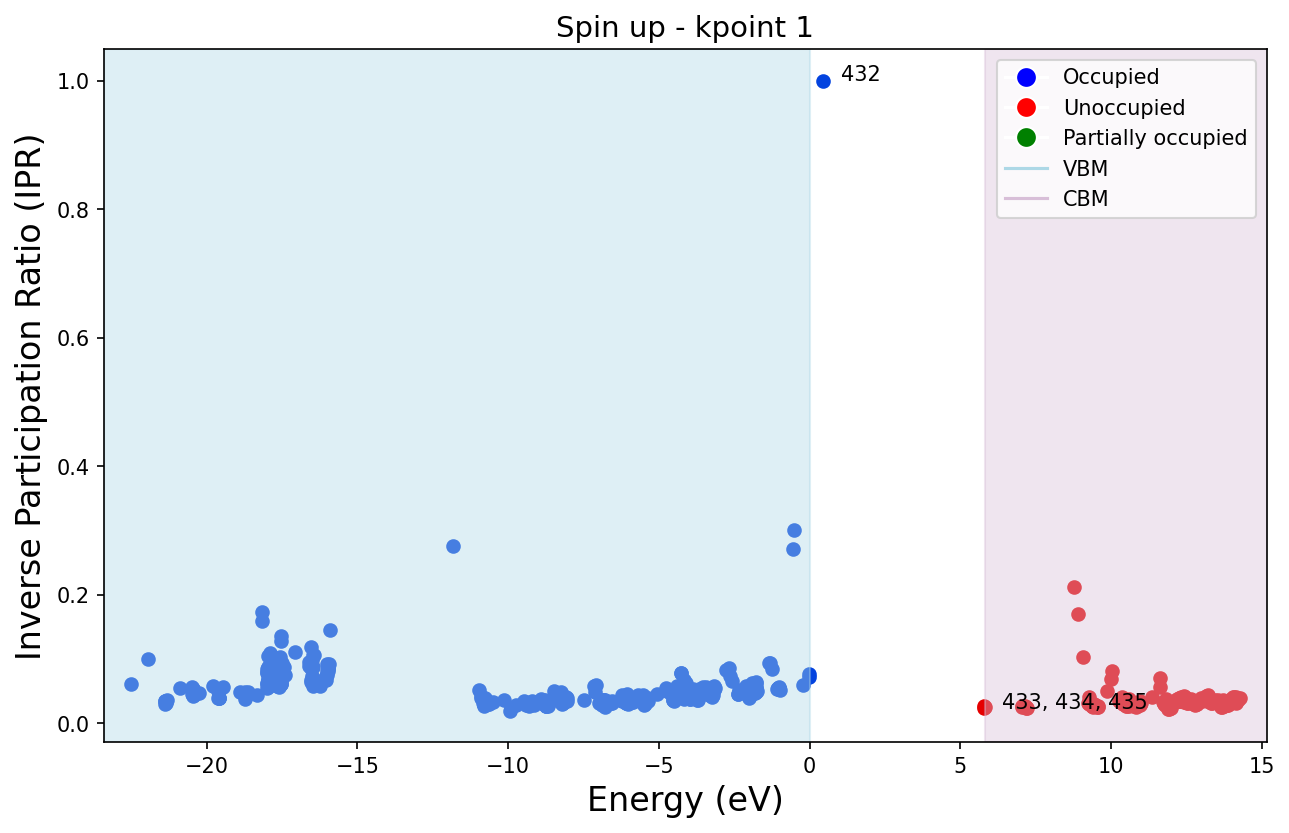 Spin up - kpoint 1
Inverse Participation Ratio (IPR)
1.0
0.8
0.6
0.4
0.2
0.0
432
433, 434, 435
Occupied
Unoccupied
Partially occupied
VBM
CBM
−20
−15
−10
−5
0
5
10
15
Energy (eV)